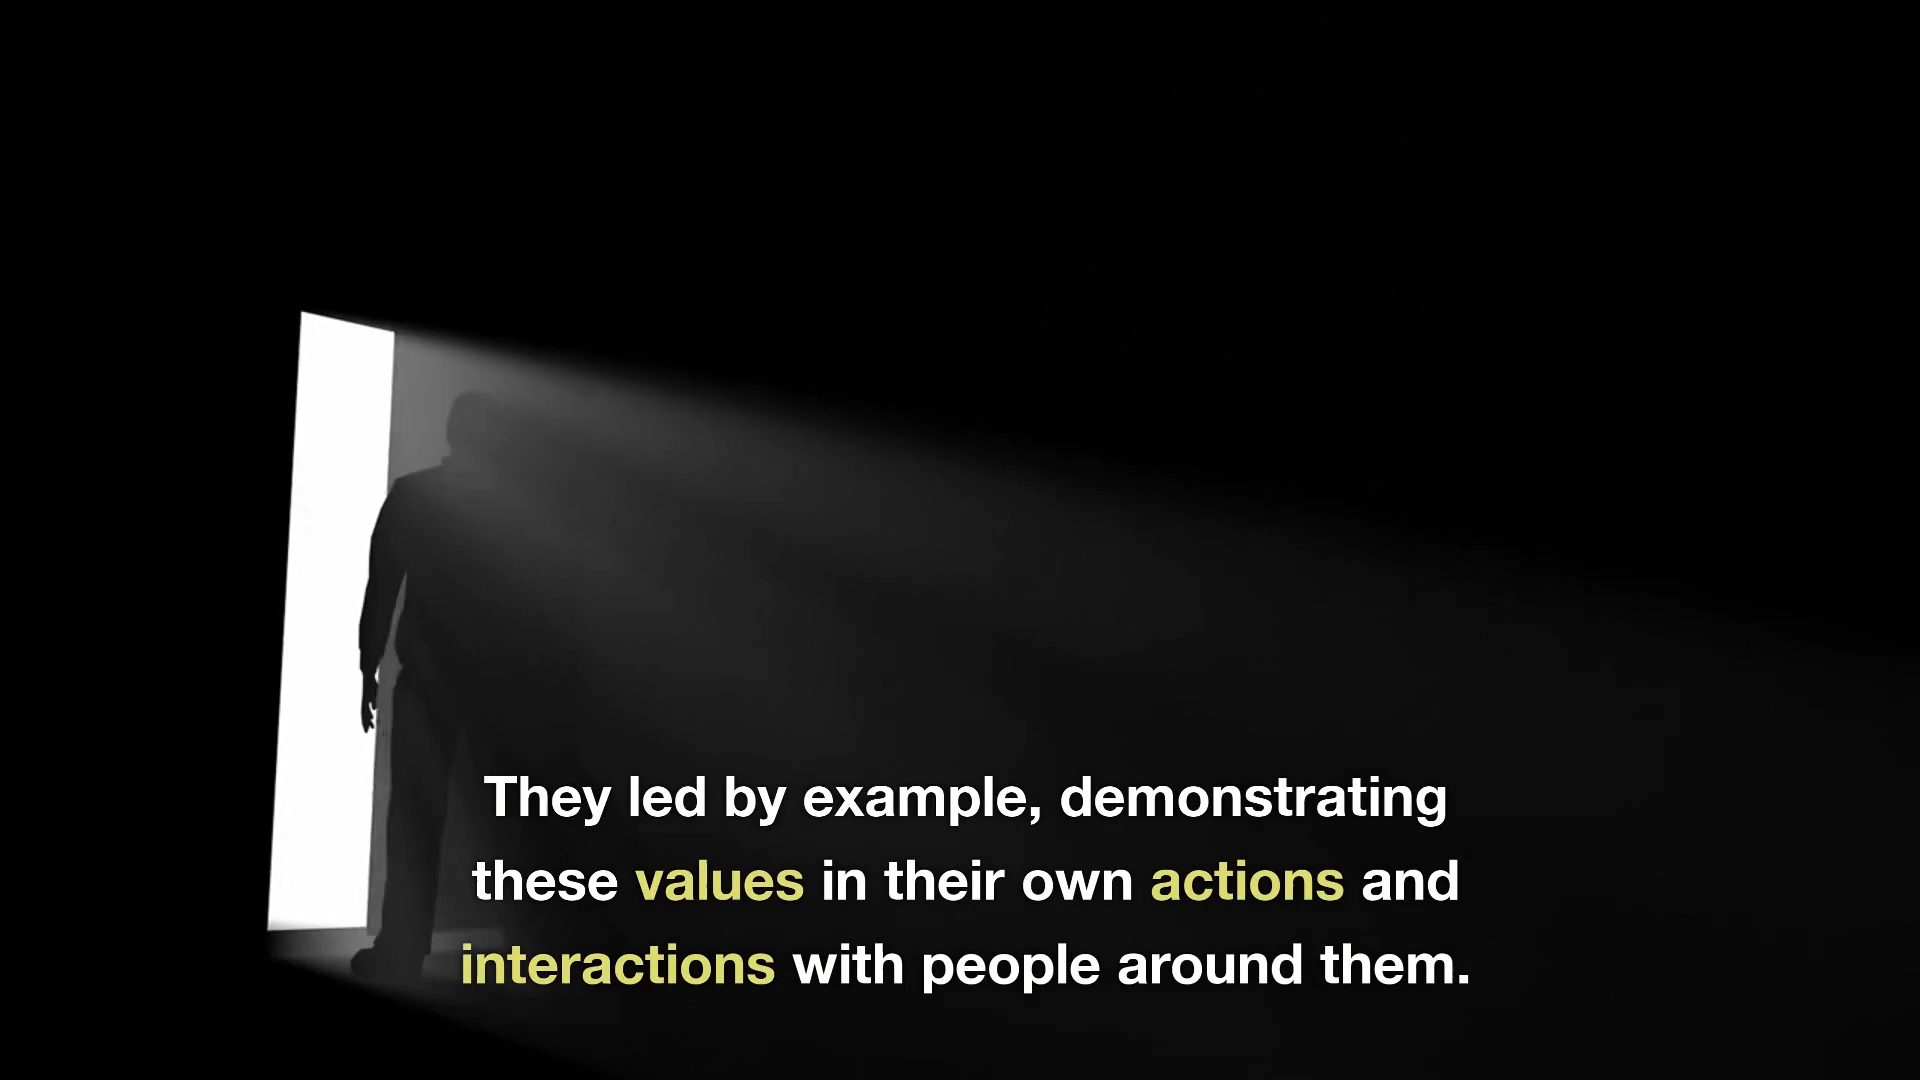 They led by example, demonstrating
these values in their own actions and
interactions with people around them.